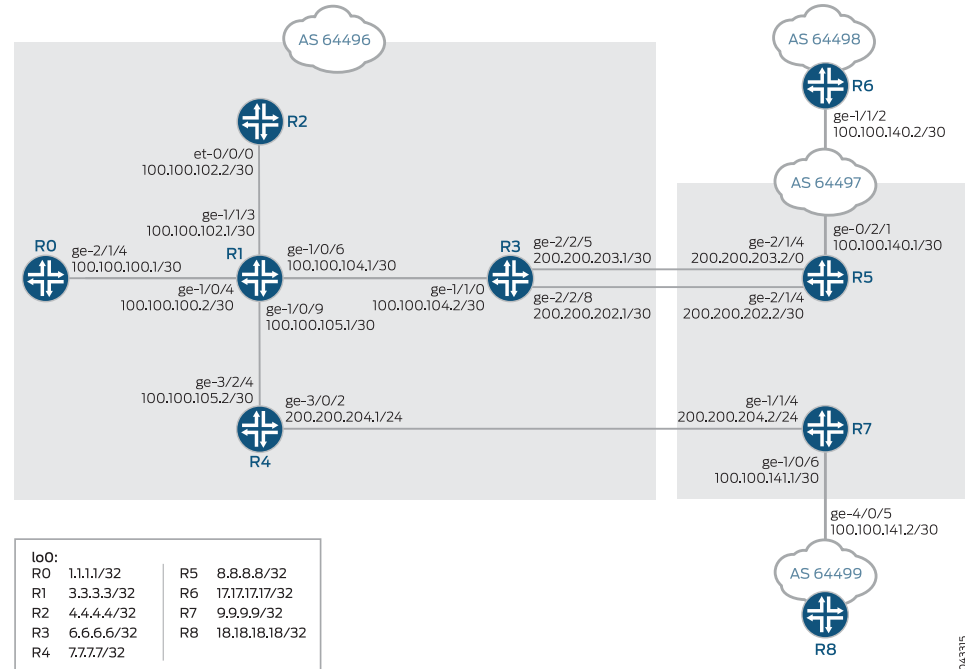 AS 64496
AS 64498
R6
ge-1/1/2
100.100.140.2/30
R2
et-0/0/0
100.100.102.2/30
AS 64497
ge-1/1/3
100.100.102.1/30
ge-0/2/1
100.100.140.1/30
R0
ge-2/1/4
100.100.100.1/30
R1
ge-1/0/6
100.100.104.1/30
R3
ge-2/2/5
200.200.203.1/30
ge-2/1/4
200.200.203.2/0
R5
ge-1/0/4
100.100.100.2/30
ge-1/0/9
100.100.105.1/30
ge-1/1/0
100.100.104.2/30
ge-2/2/8
200.200.202.1/30
ge-2/1/4
200.200.202.2/30
ge-3/2/4
100.100.105.2/30
ge-3/0/2
200.200.204.1/24
R4
ge-1/1/4
200.200.204.2/24
R7
ge-1/0/6
100.100.141.1/30
ge-4/0/5
100.100.141.2/30
AS 64499
R8
lo0:
R0 1.1.1.1/32
R1 3.3.3.3/32
R2 4.4.4.4/32
R3 6.6.6.6/32
R4 7.7.7.7/32
R5 8.8.8.8/32
R6 17.17.17.17/32
R7 9.9.9.9/32
R8 18.18.18.18/32
g43315